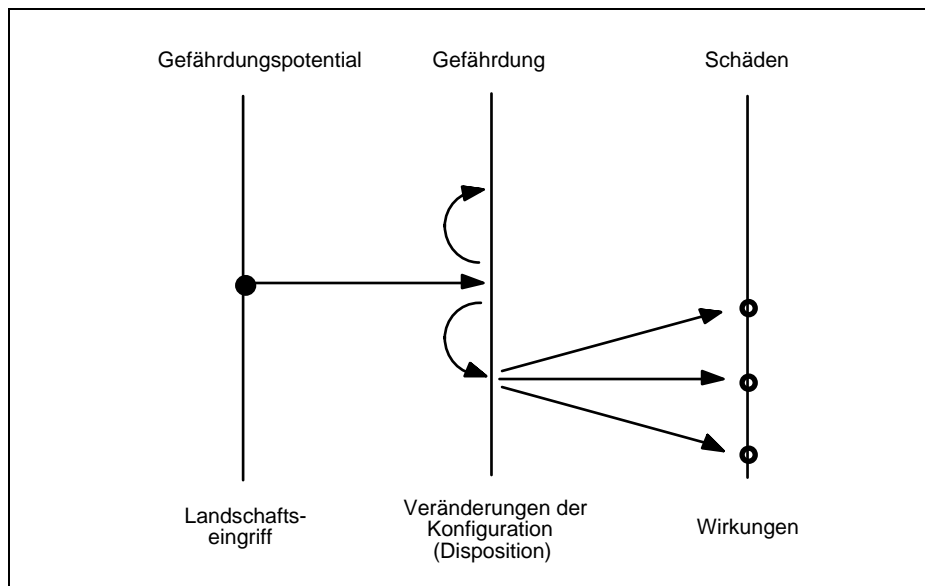 Gefährdungspotential
Gefährdung
Schäden
Landschafts-
eingriff
Veränderungen der
Konfiguration
(Disposition)
Wirkungen